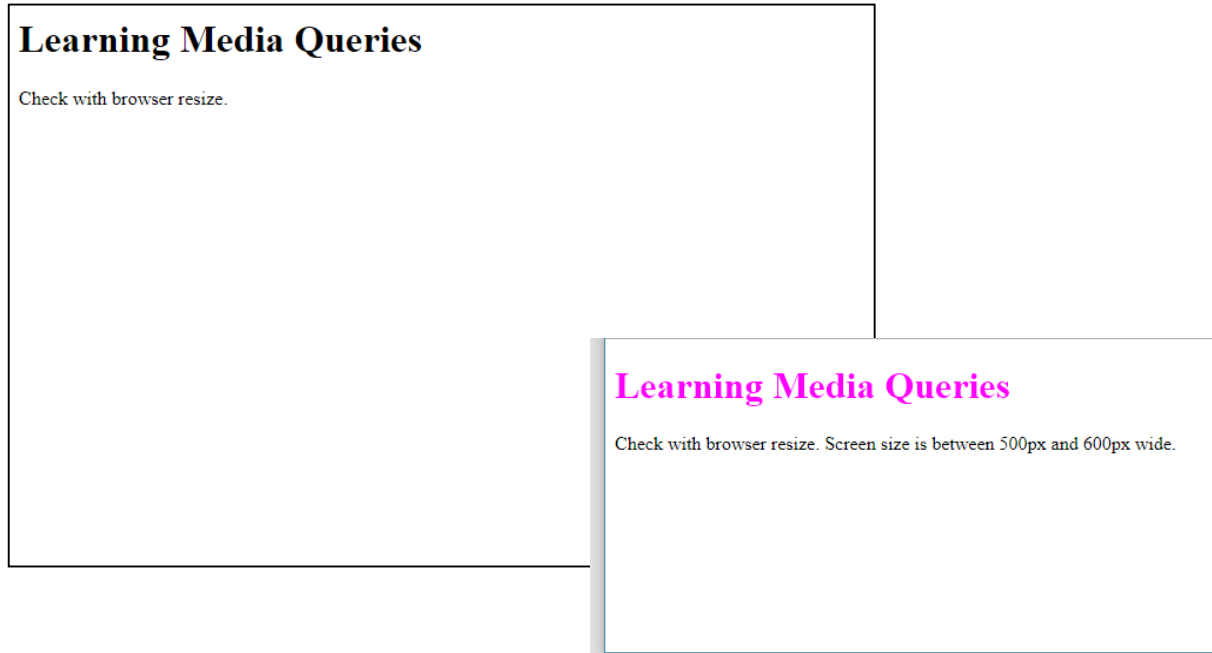 Learning Media Queries
Check with browser resize.
Learning Media Queries
Check with browser resize. Screen size is between 500px and 600px wide.